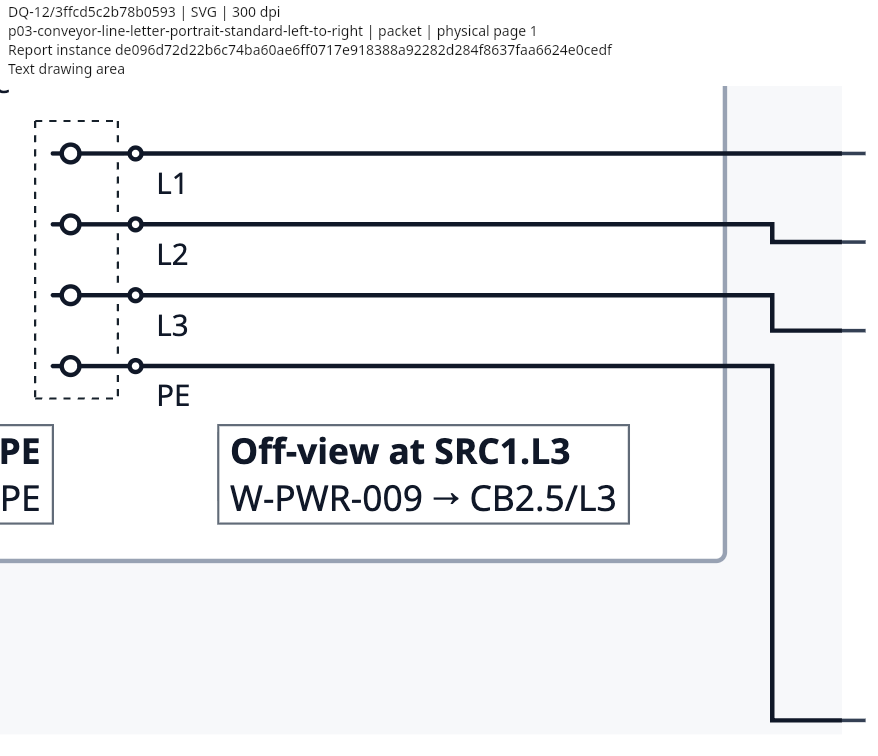 DQ-12/3ffcd5c2b78b0593 | SVG | 300 dpi
p03-conveyor-line-letter-portrait-standard-left-to-right | packet | physical page 1
Report instance de096d72d22b6c74ba60ae6ff0717e918388a92282d284f8637faa6624e0cedf
Text drawing area
L1
L2
L3
PE
PE
PE
Off-view at SRC1.L3
W-PWR-009 → CB2.5/L3